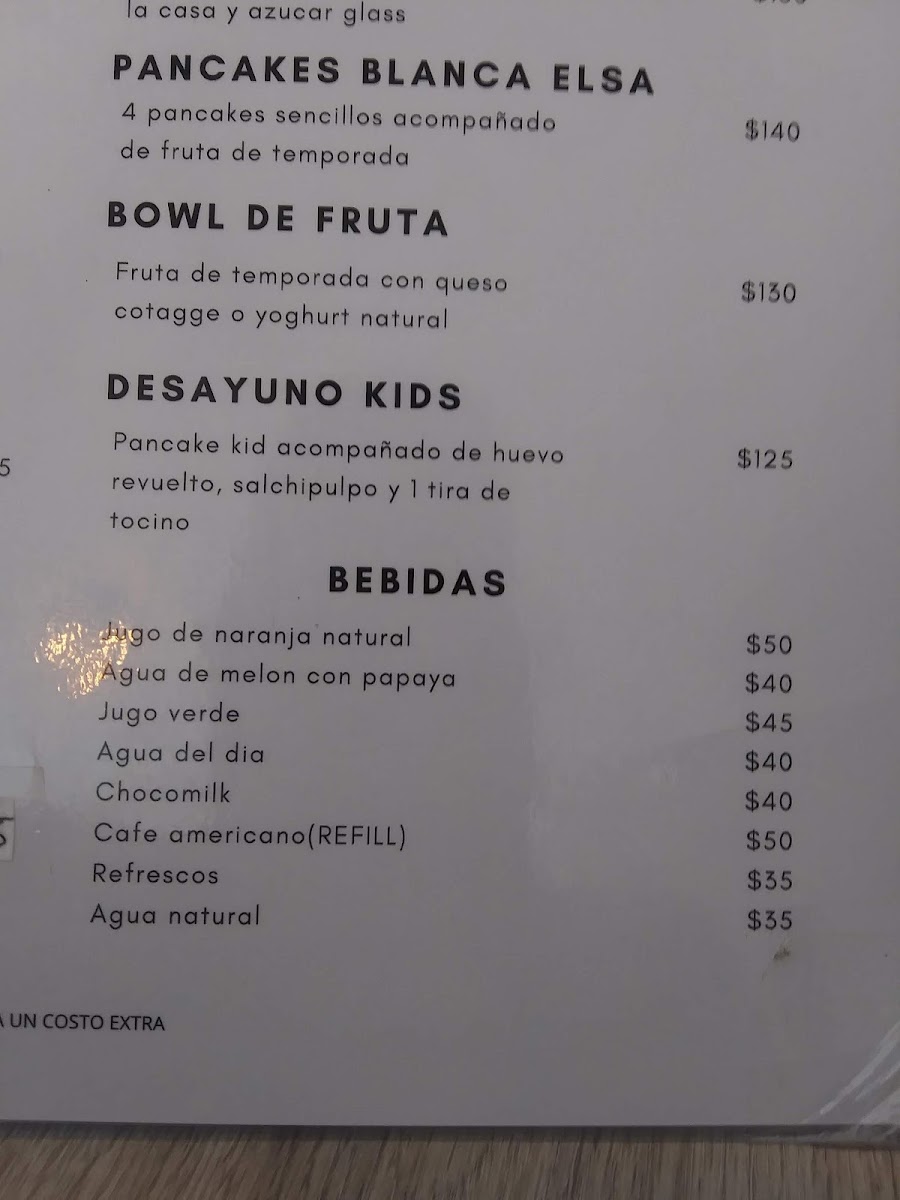 la casa y azucar glass
PANCAKES BLANCA ELSA
4 pancakes sencillos acompañado
de fruta de temporada
$140
BOWL DE FRUTA
Fruta de temporada con queso
cotagge o yoghurt natural
$130
DESAYUNO KIDS
Pancake kid acompañado de huevo
revuelto, salchipulpo y 1 tira de
tocino
$125
5
BEBIDAS
Jugo de naranja natural $50
Agua de melon con papaya $40
Jugo verde $45
Agua del dia $40
Chocomilk $40
Cafe americano(REFILL) $50
Refrescos $35
Agua natural $35
A UN COSTO EXTRA